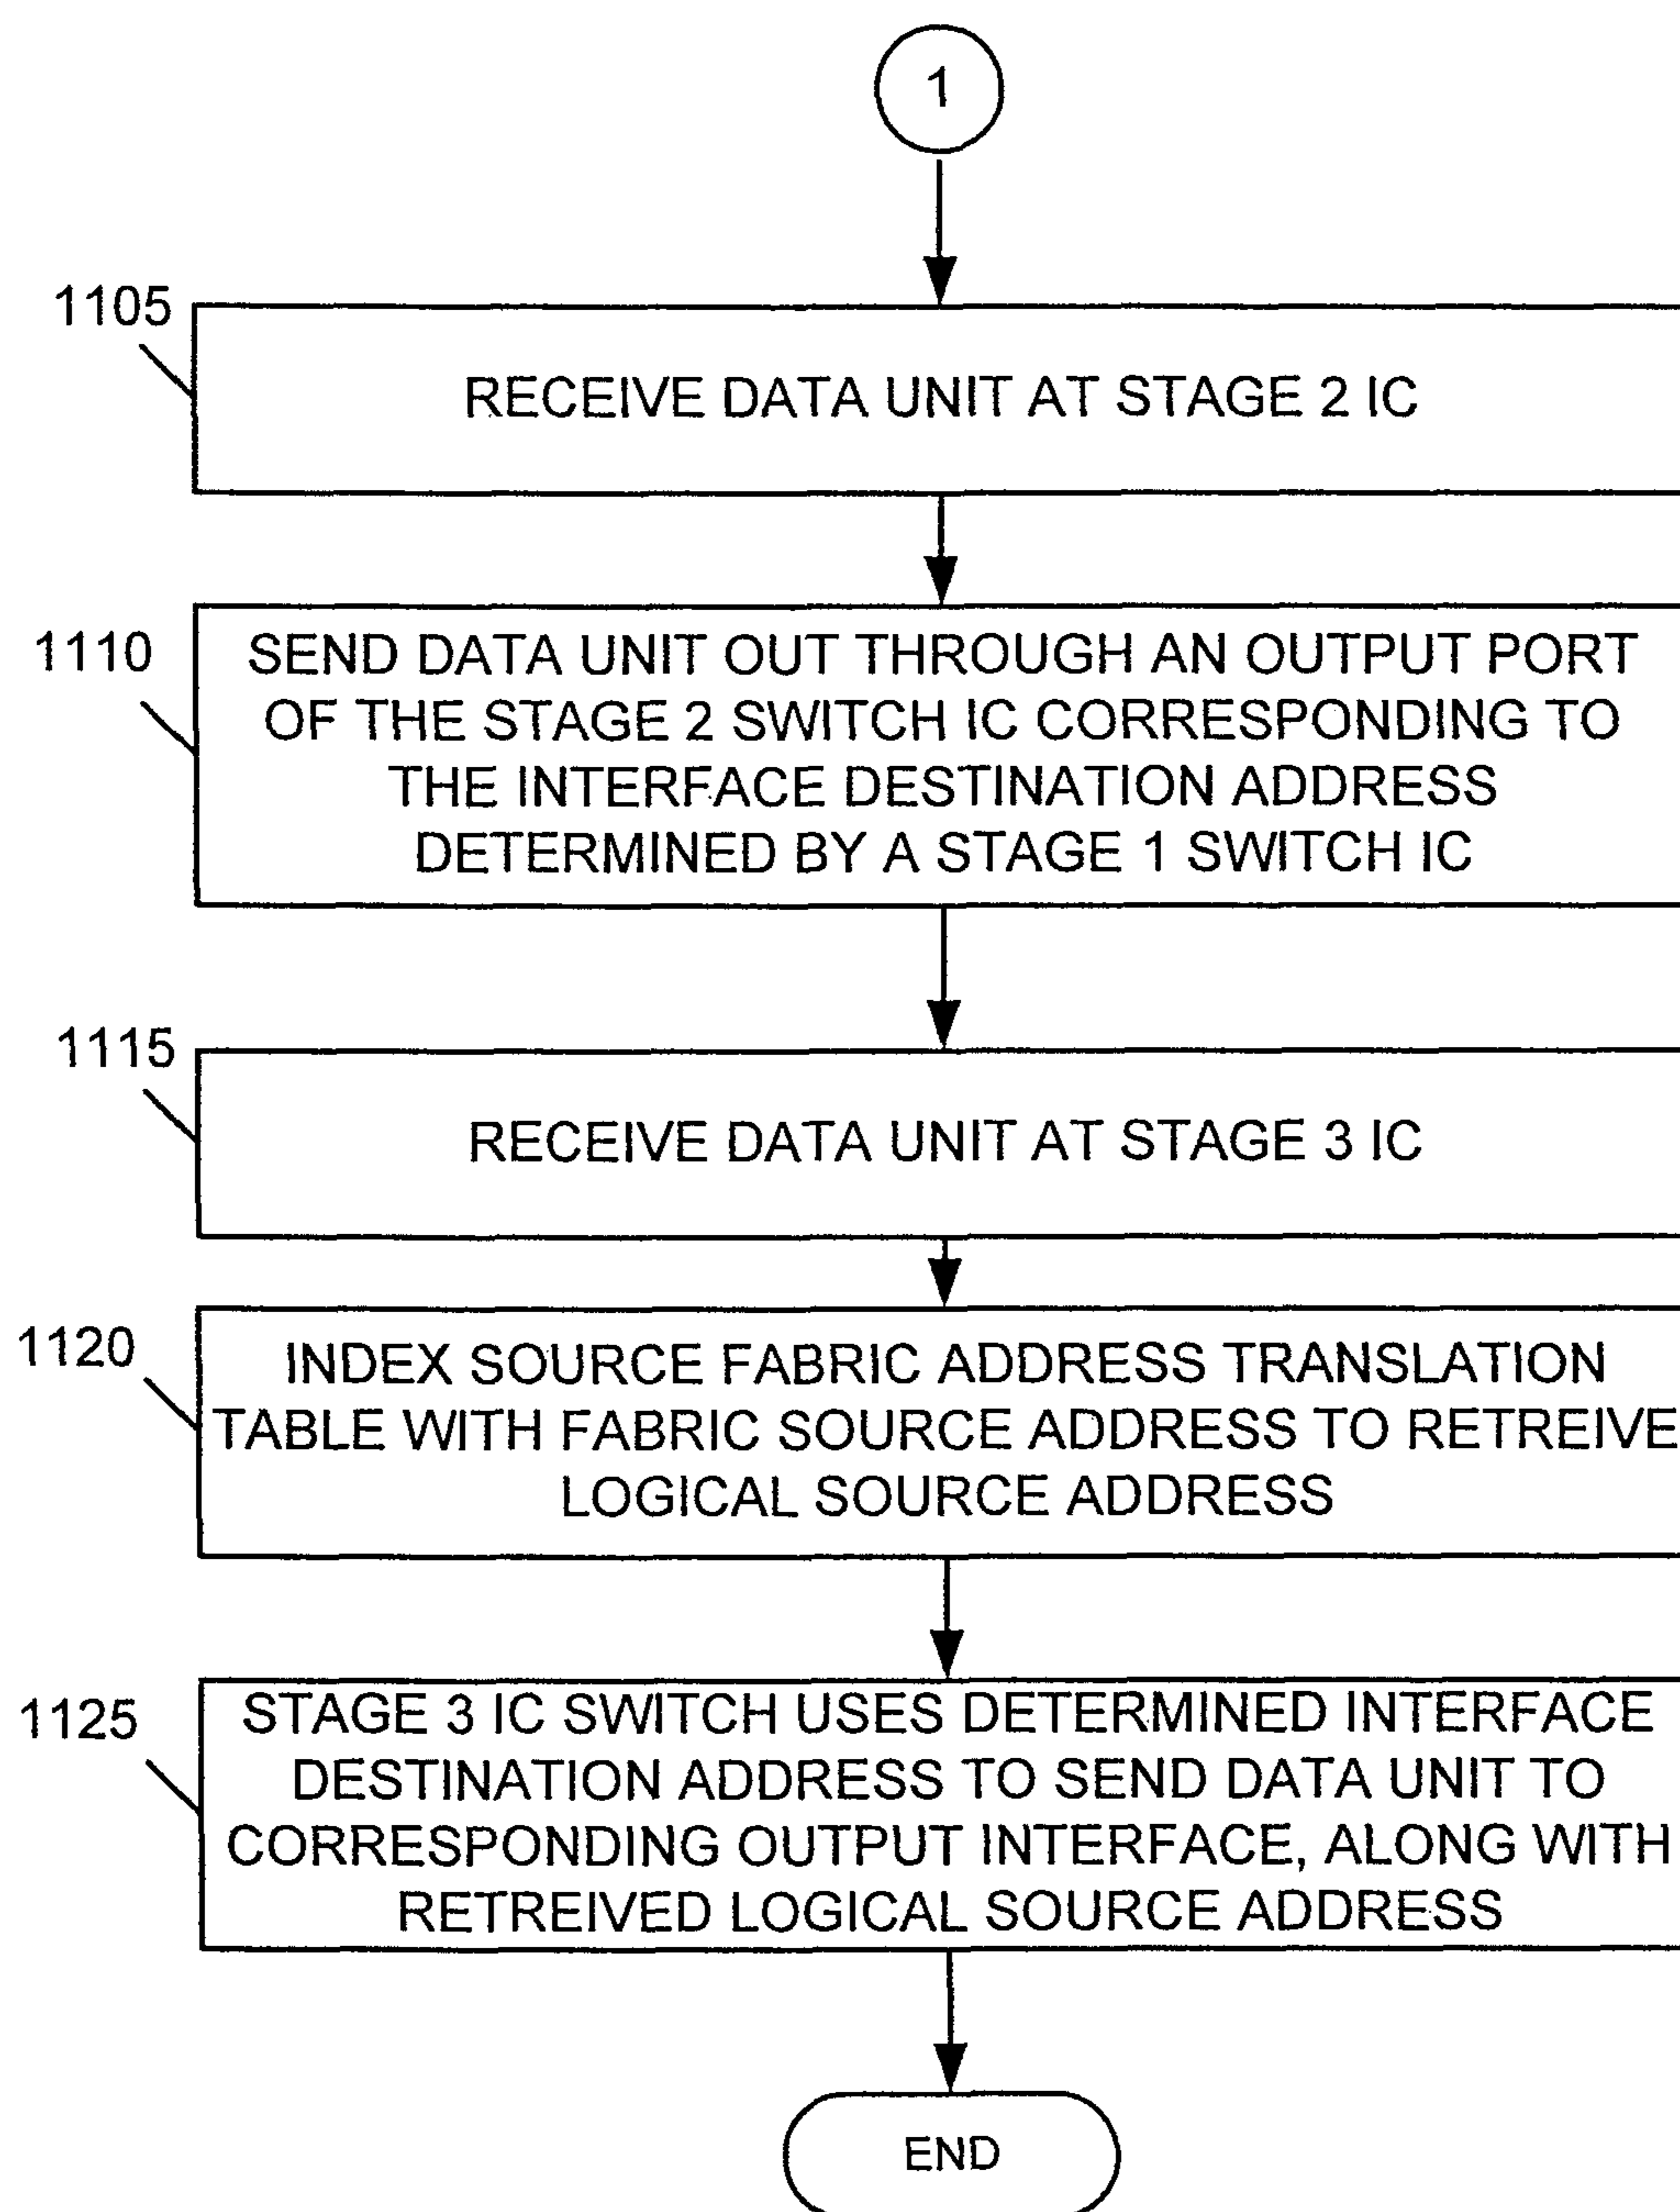 1
1105
RECEIVE DATA UNIT AT STAGE 2 IC
1110
SEND DATA UNIT OUT THROUGH AN OUTPUT PORT
OF THE STAGE 2 SWITCH IC CORRESPONDING TO
THE INTERFACE DESTINATION ADDRESS
DETERMINED BY A STAGE 1 SWITCH IC
1115
RECEIVE DATA UNIT AT STAGE 3 IC
1120
INDEX SOURCE FABRIC ADDRESS TRANSLATION
TABLE WITH FABRIC SOURCE ADDRESS TO RETREIVE
LOGICAL SOURCE ADDRESS
1125
STAGE 3 IC SWITCH USES DETERMINED INTERFACE
DESTINATION ADDRESS TO SEND DATA UNIT TO
CORRESPONDING OUTPUT INTERFACE, ALONG WITH
RETREIVED LOGICAL SOURCE ADDRESS
END